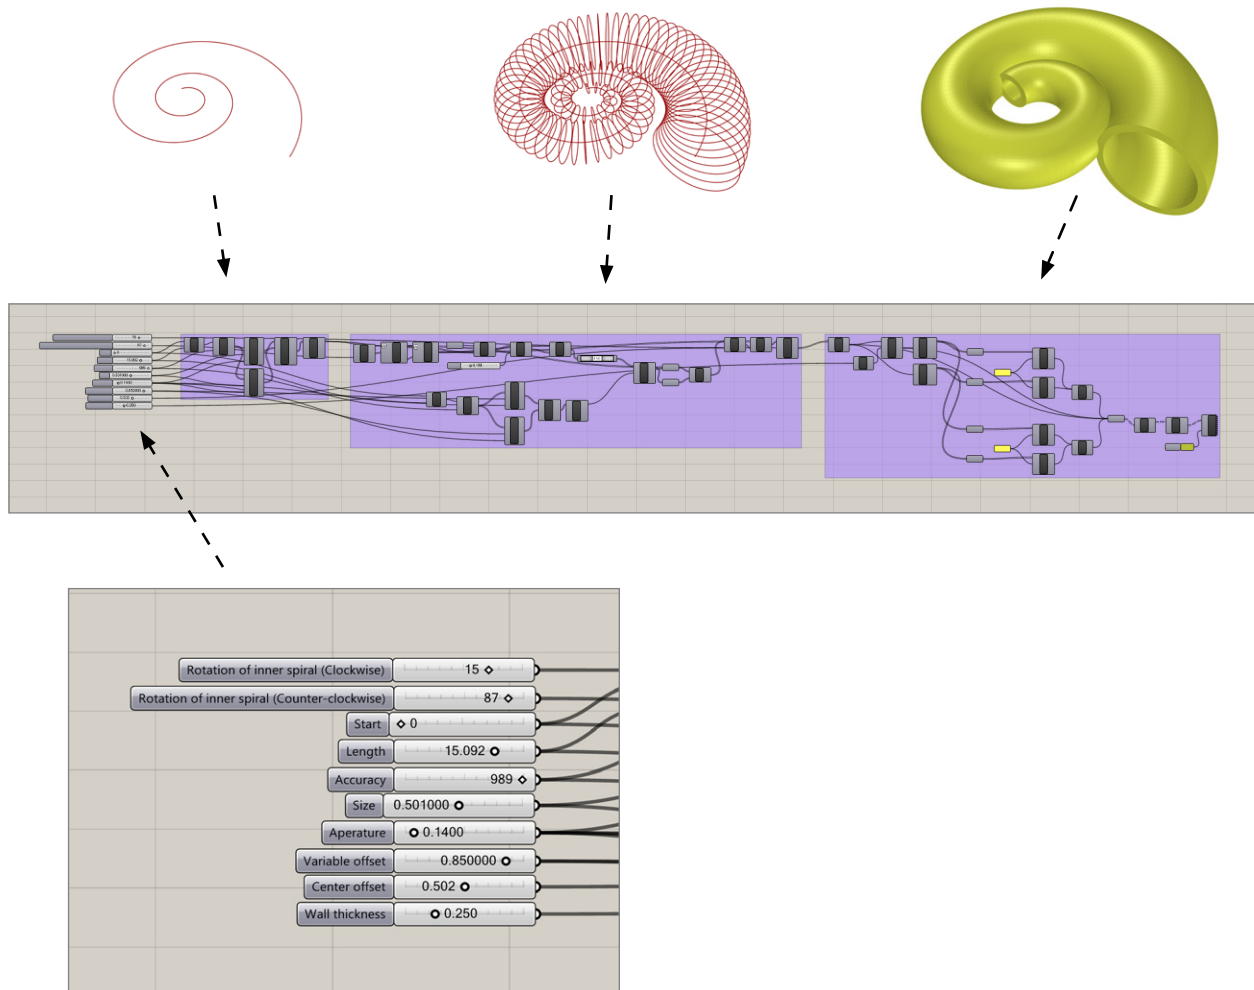 Rotation of inner spiral (Clockwise) 15
Rotation of inner spiral (Counter-clockwise) 87
Start 0
Length 15.092
Accuracy 989
Size 0.501000
Aperature 0.1400
Variable offset 0.850000
Center offset 0.502
Wall thickness 0.250